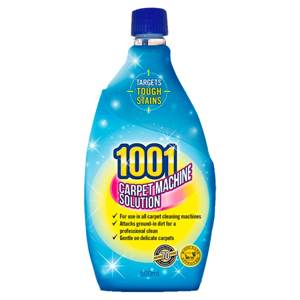 TARGETS
TOUGH
STAINS
1001
CARPET MACHINE
SOLUTION
✓ For use in all carpet cleaning machines
✓ Attacks ground-in dirt for a
professional clean
✓ Gentle on delicate carpets
500ml